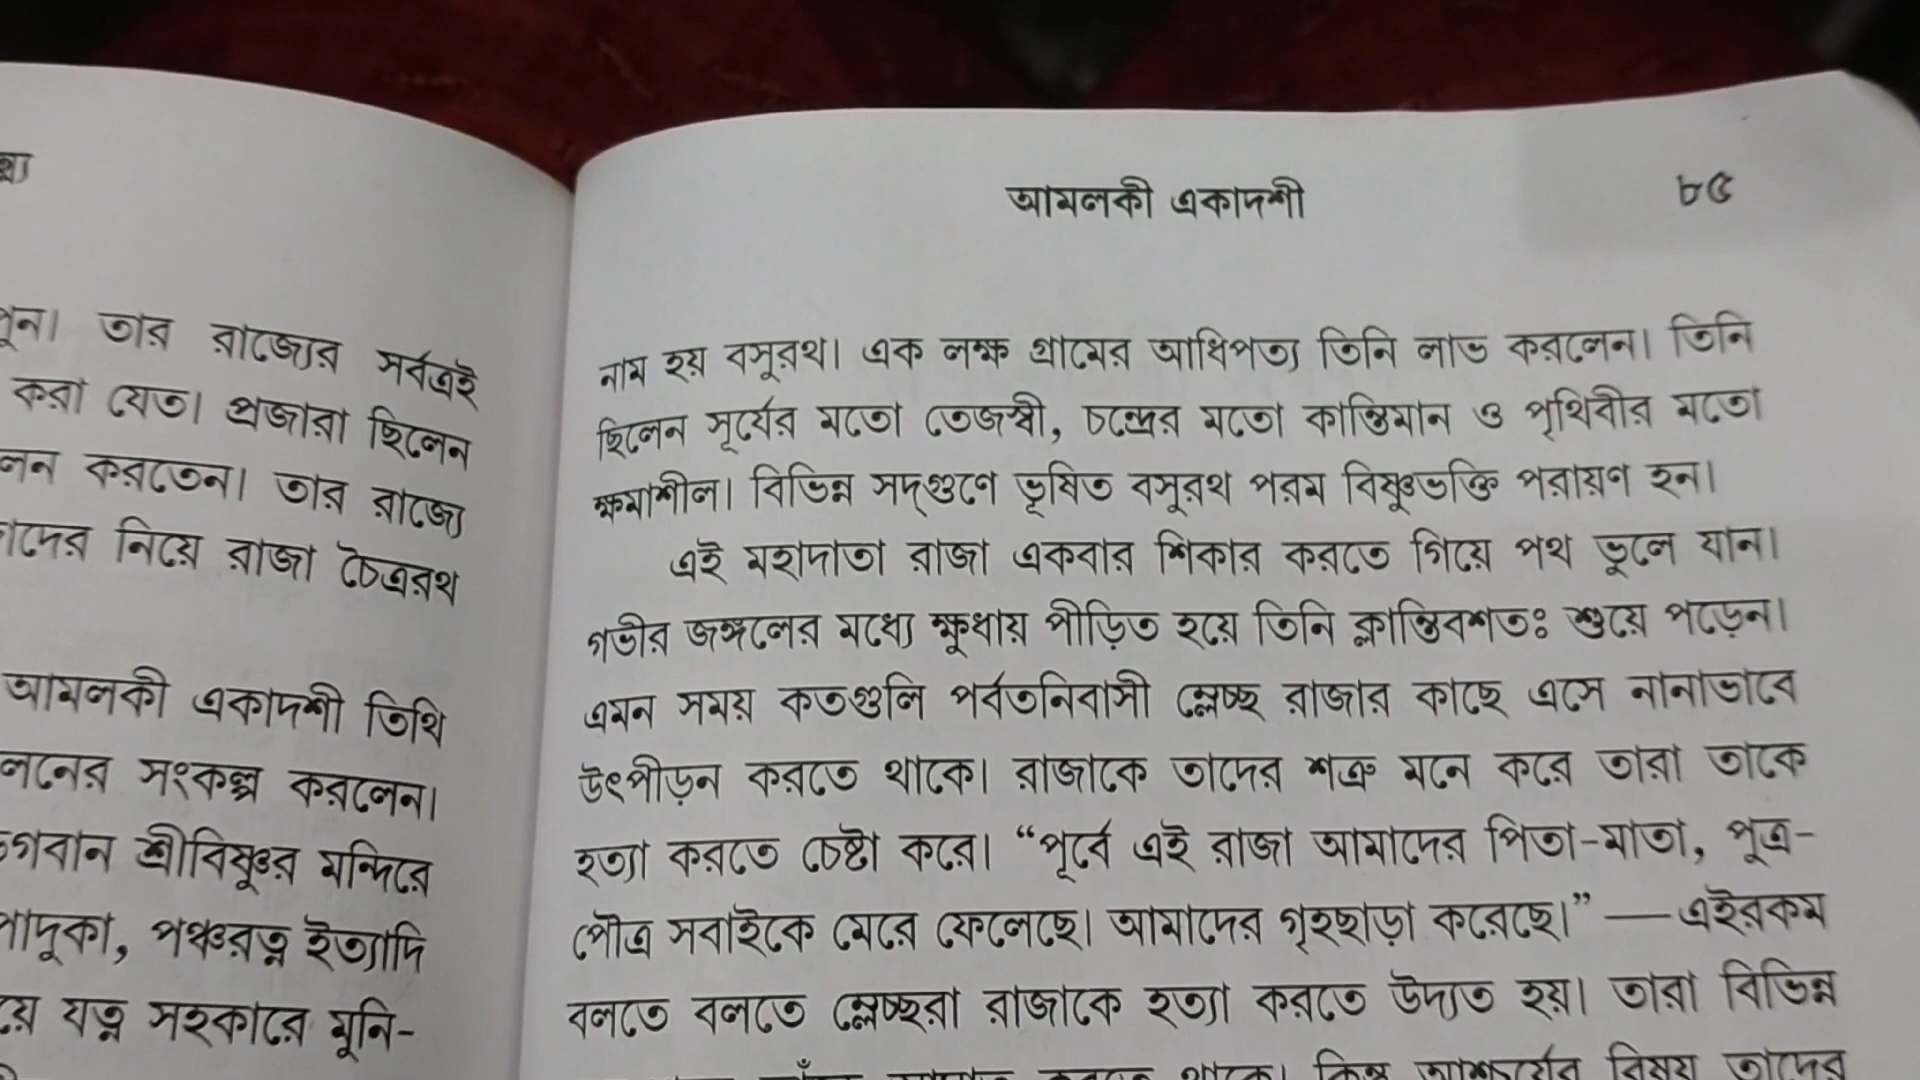 তার রাজ্যের সর্বত্রই
করা যেত। প্রজারা ছিলেন
করতেন। তার রাজ্যে
নিয়ে রাজা চৈত্ররথ
আমলকী একাদশী তিথি
সংকল্প করলেন।
শ্রীবিষ্ণুর মন্দিরে
পঞ্চরত্ন ইত্যাদি
যত্ন সহকারে মুনি-
আমলকী একাদশী ৮৫
নাম হয় বসুরথ। এক লক্ষ গ্রামের আধিপত্য তিনি লাভ করলেন। তিনি
ছিলেন সূর্যের মতো তেজস্বী, চন্দ্রের মতো কান্তিমান ও পৃথিবীর মতো
ক্ষমাশীল। বিভিন্ন সদ্‌গুণে ভূষিত বসুরথ পরম বিষ্ণুভক্তি পরায়ণ হন।
এই মহাদাতা রাজা একবার শিকার করতে গিয়ে পথ ভুলে যান।
গভীর জঙ্গলের মধ্যে ক্ষুধায় পীড়িত হয়ে তিনি ক্লান্তিবশতঃ শুয়ে পড়েন।
এমন সময় কতগুলি পর্বতনিবাসী ম্লেচ্ছ রাজার কাছে এসে নানাভাবে
উৎপীড়ন করতে থাকে। রাজাকে তাদের শত্রু মনে করে তারা তাকে
হত্যা করতে চেষ্টা করে। “পূর্বে এই রাজা আমাদের পিতা-মাতা, পুত্র-
পৌত্র সবাইকে মেরে ফেলেছে। আমাদের গৃহছাড়া করেছে।” — এইরকম
বলতে বলতে ম্লেচ্ছরা রাজাকে হত্যা করতে উদ্যত হয়। তারা বিভিন্ন
থাকে। কিন্তু আশ্চর্যের বিষয় তাদের